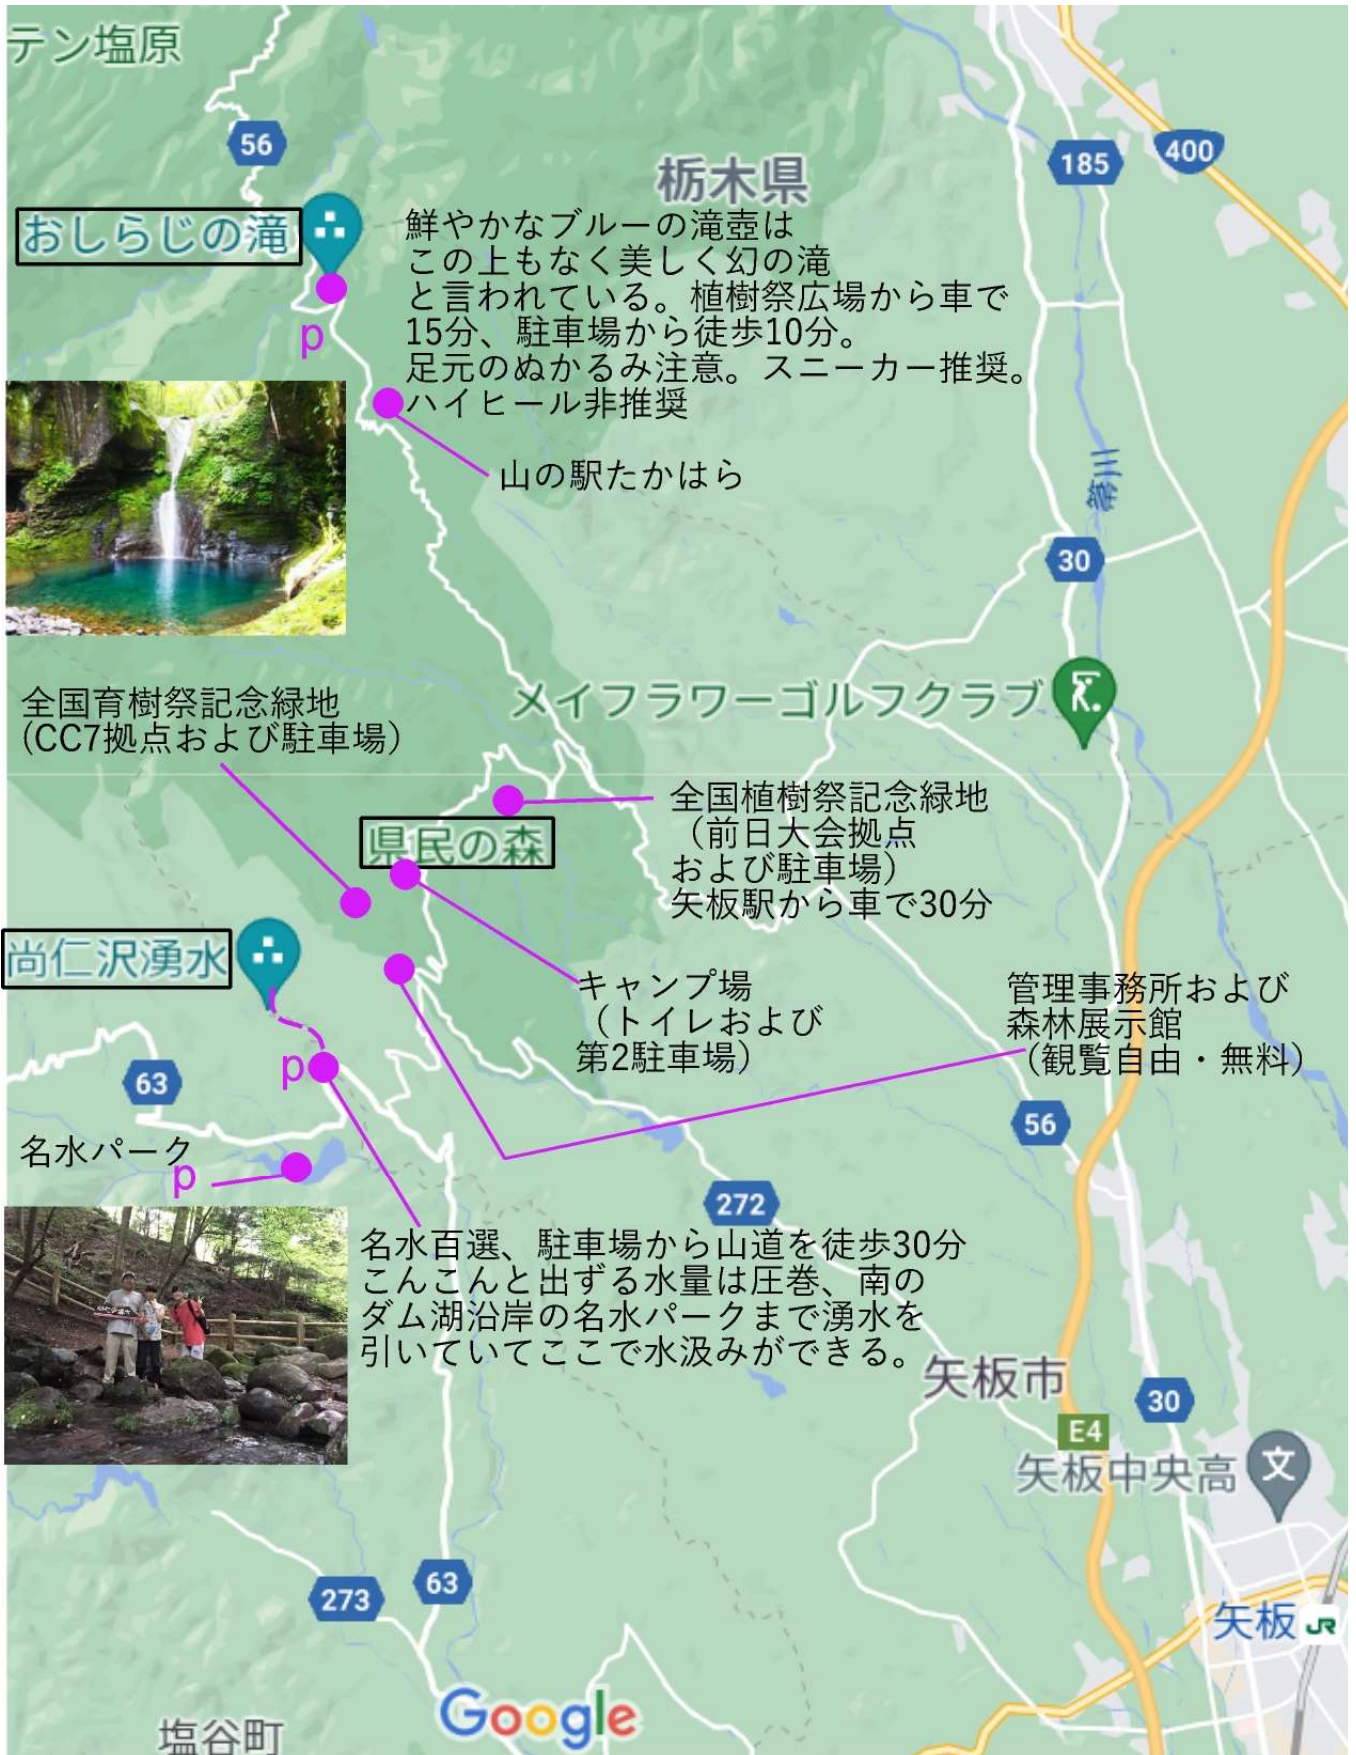 テン塩原
56
栃木県
185
400
おしらじの滝
鮮やかなブルーの滝壺は
この上もなく美しく幻の滝
と言われている。植樹祭広場から車で
15分、駐車場から徒歩10分。
足元のぬかるみ注意。スニーカー推奨。
ハイヒール非推奨
p
山の駅たかはら
箒川
30
メイフラワーゴルフクラブ
全国育樹祭記念緑地
(CC7拠点および駐車場)
全国植樹祭記念緑地
(前日大会拠点
および駐車場)
矢板駅から車で30分
県民の森
尚仁沢湧水
キャンプ場
(トイレおよび
第2駐車場)
管理事務所および
森林展示館
(観覧自由・無料)
p
63
56
名水パーク
p
272
名水百選、駐車場から山道を徒歩30分
こんこんと出ずる水量は圧巻、南の
ダム湖沿岸の名水パークまで湧水を
引いていてここで水汲みができる。
矢板市
30
E4
矢板中央高
文
273
63
矢板 JR
Google
塩谷町